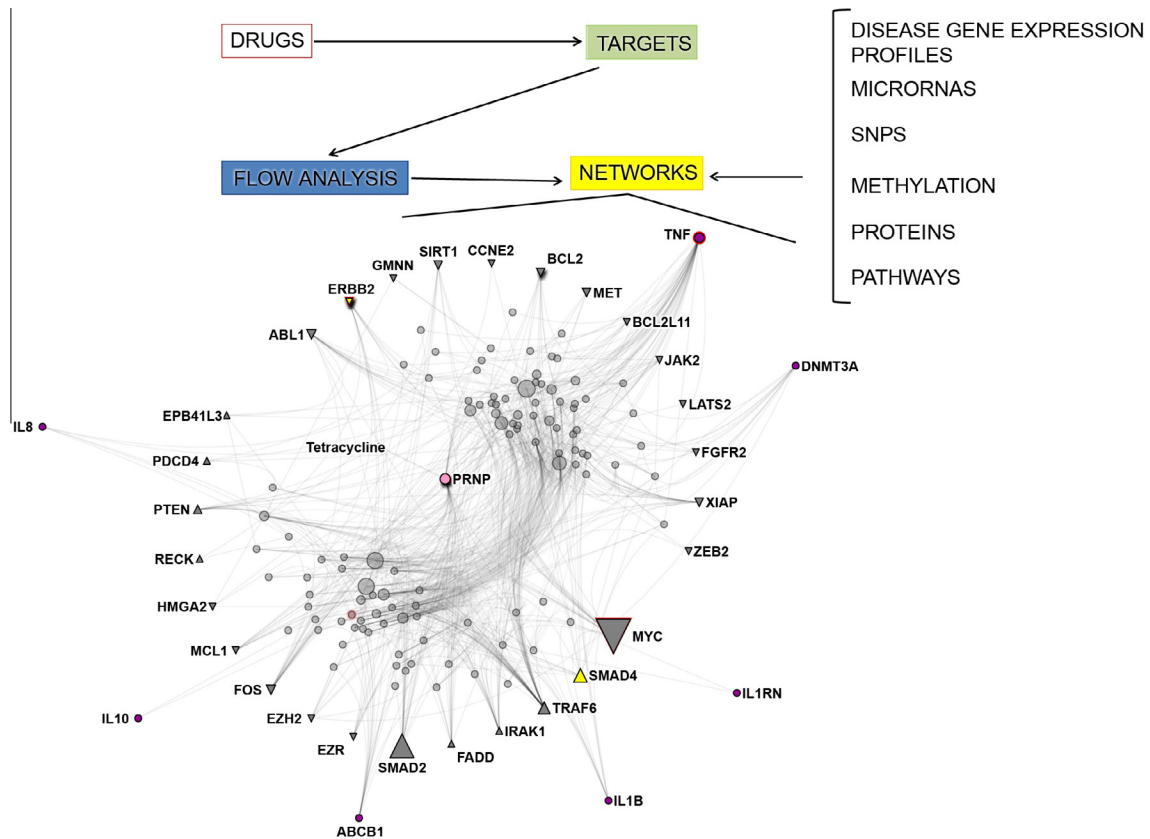 DRUGS
TARGETS
DISEASE GENE EXPRESSION
PROFILES
MICRORNAS
SNPS
FLOW ANALYSIS
NETWORKS
METHYLATION
PROTEINS
PATHWAYS
TNF
SIRT1
CCNE2
BCL2
GMNN
ERBB2
MET
ABL1
BCL2L11
JAK2
DNMT3A
LATS2
EPB41L3
IL8
Tetracycline
FGFR2
PDCD4
PRNP
PTEN
XIAP
RECK
ZEB2
HMGA2
MYC
MCL1
SMAD4
FOS
IL1RN
TRAF6
IL10
EZH2
IRAK1
EZR
FADD
SMAD2
IL1B
ABCB1